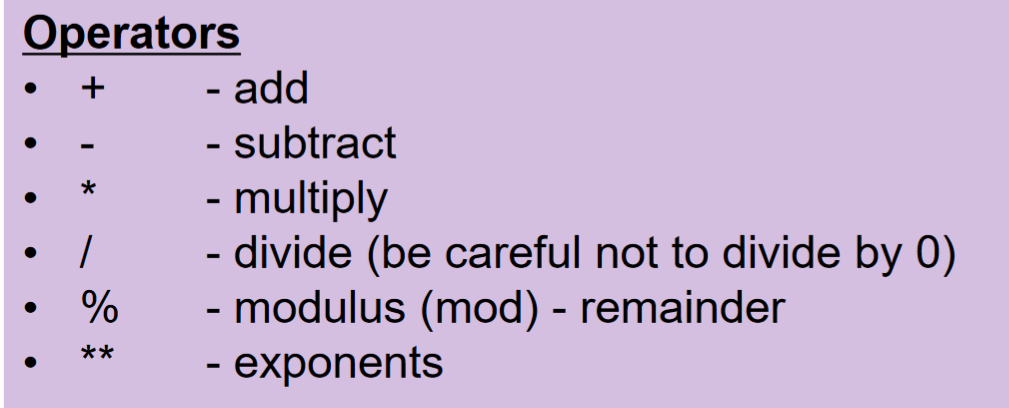 Operators
• + - add
• - - subtract
• * - multiply
• / - divide (be careful not to divide by 0)
• % - modulus (mod) - remainder
• ** - exponents